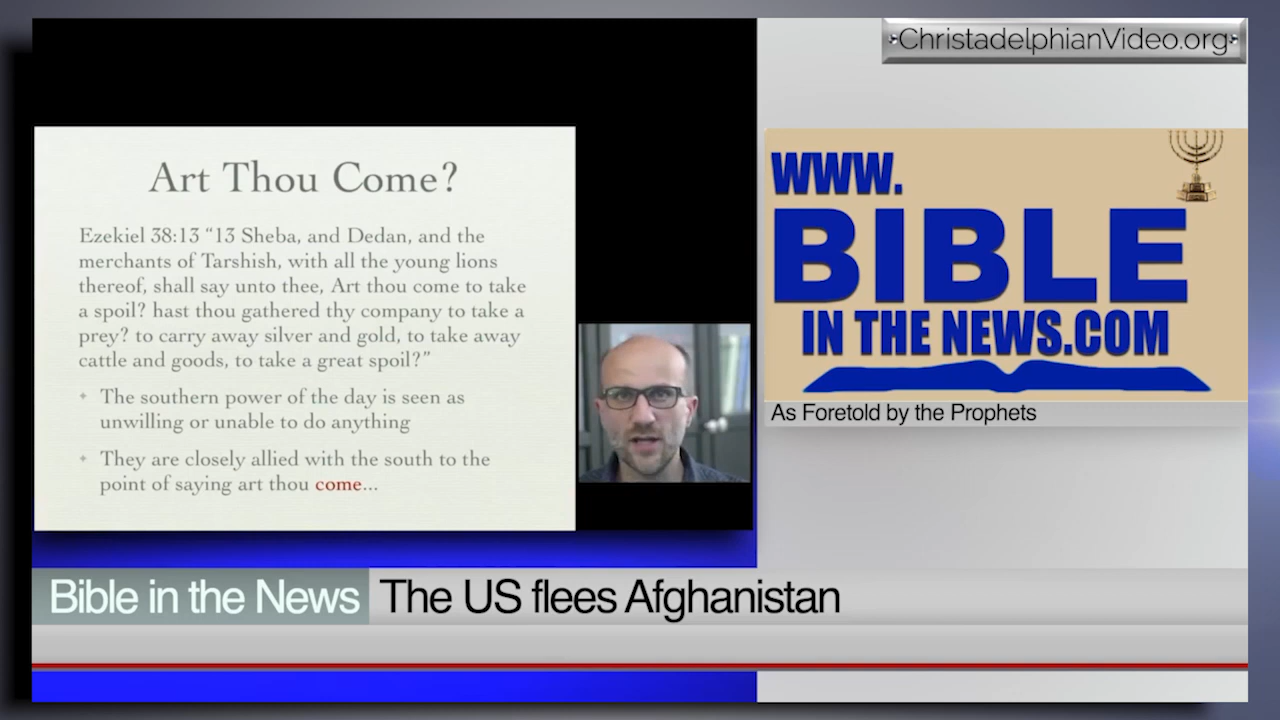 ChristadelphianVideo.org
Art Thou Come?
Ezekiel 38:13 “13 Sheba, and Dedan, and the
merchants of Tarshish, with all the young lions
thereof, shall say unto thee, Art thou come to take
a spoil? hast thou gathered thy company to take a
prey? to carry away silver and gold, to take away
cattle and goods, to take a great spoil?”
The southern power of the day is seen as
unwilling or unable to do anything
They are closely allied with the south to the
point of saying art thou come...
WWW.
BIBLE
IN THE NEWS.COM
As Foretold by the Prophets
Bible in the News The US flees Afghanistan